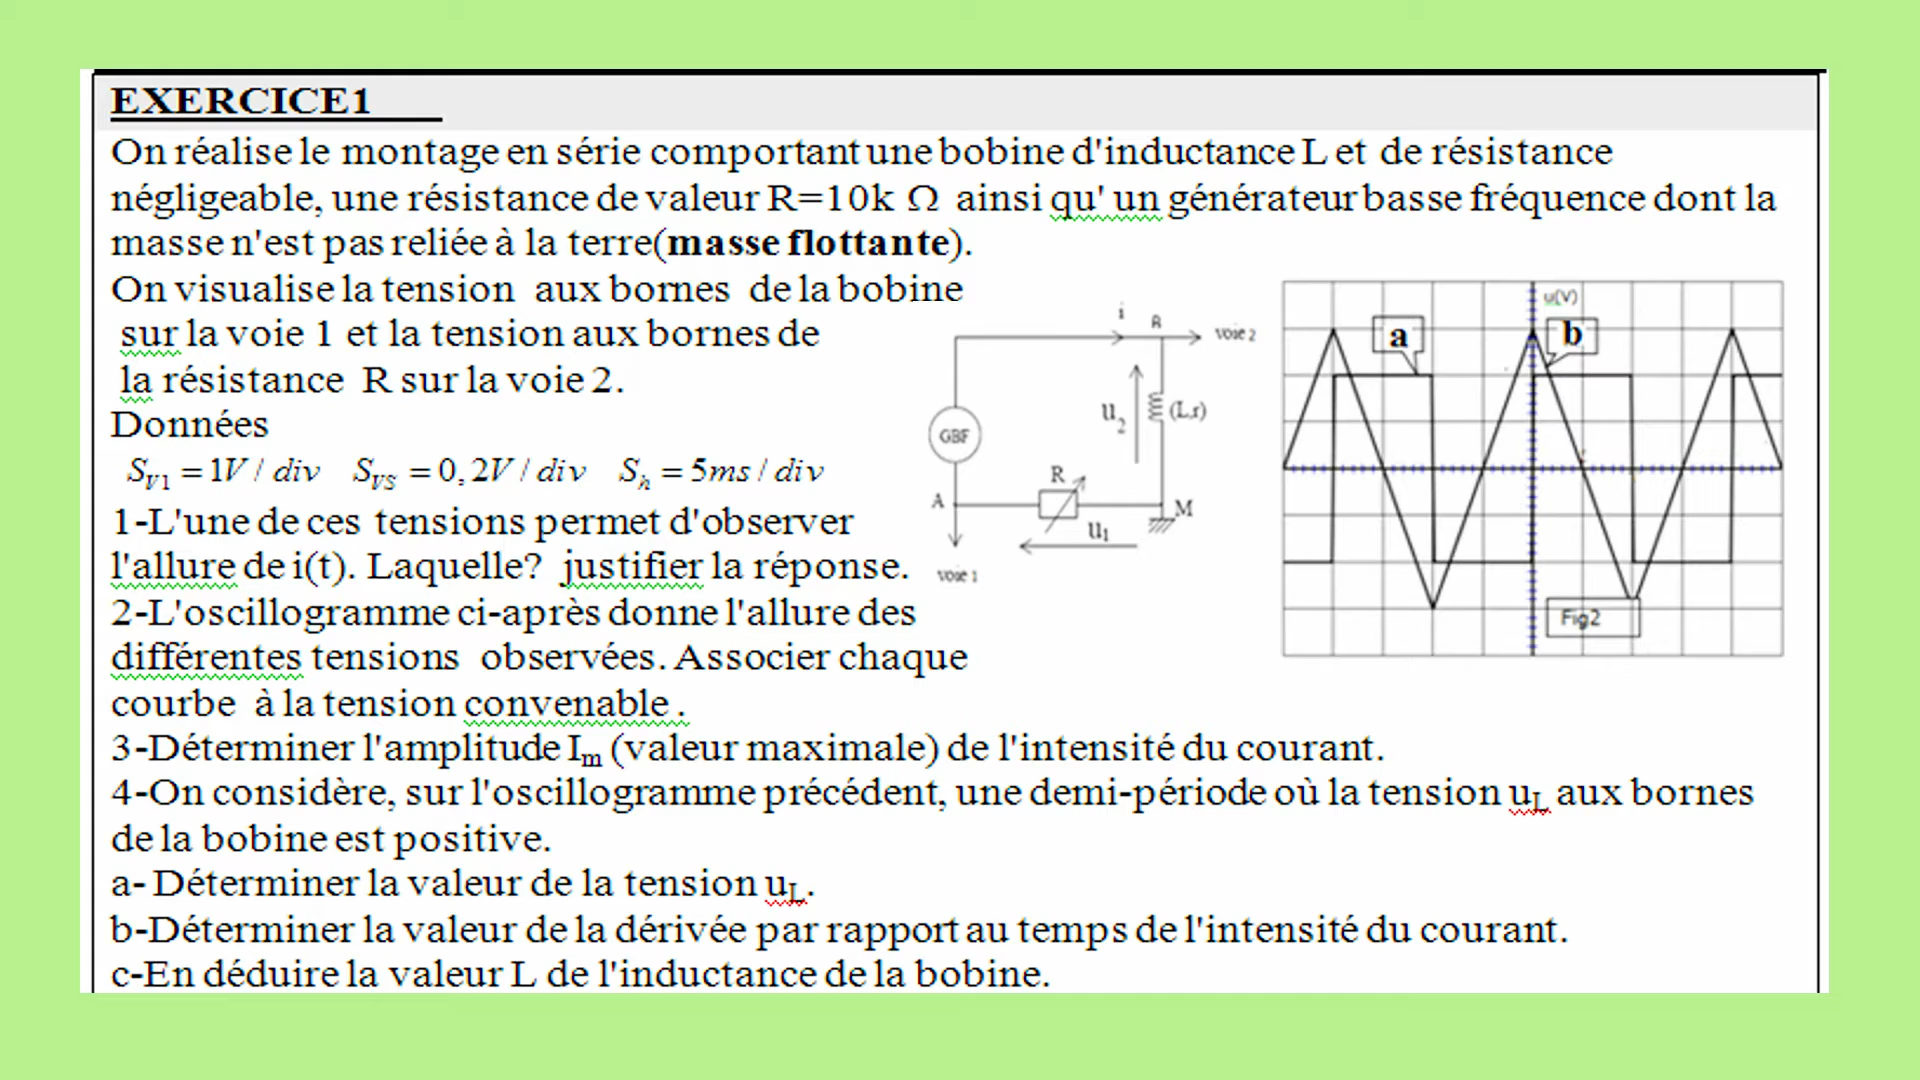 EXERCICE1
On réalise le montage en série comportant une bobine d'inductance L et de résistance
négligeable, une résistance de valeur R=10k Ω ainsi qu' un générateur basse fréquence dont la
masse n'est pas reliée à la terre(masse flottante).
On visualise la tension aux bornes de la bobine
sur la voie 1 et la tension aux bornes de
la résistance R sur la voie 2.
Données
S_V1 = 1V / div S_VS = 0,2V / div S_h = 5ms / div
1-L'une de ces tensions permet d'observer
l'allure de i(t). Laquelle? justifier la réponse.
2-L'oscillogramme ci-après donne l'allure des
différentes tensions observées. Associer chaque
courbe à la tension convenable .
i
B
voie 2
u2
(L,r)
GBF
R
A
M
u1
voie 1
u(V)
a
b
Fig2
3-Déterminer l'amplitude Im (valeur maximale) de l'intensité du courant.
4-On considère, sur l'oscillogramme précédent, une demi-période où la tension uL aux bornes
de la bobine est positive.
a- Déterminer la valeur de la tension uL.
b-Déterminer la valeur de la dérivée par rapport au temps de l'intensité du courant.
c-En déduire la valeur L de l'inductance de la bobine.